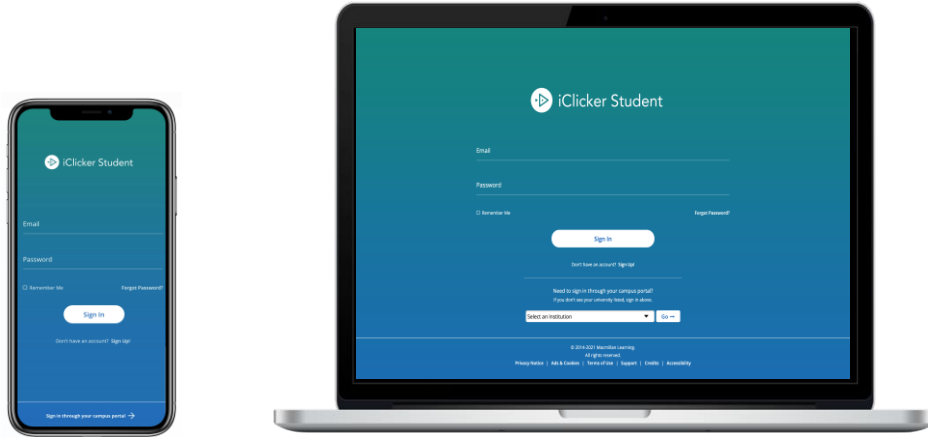 iClicker Student
Email
Password
Remember Me Forgot Password?
Sign In
Don't have an account? Sign Up!
Sign in through your campus portal →
iClicker Student
Email
Password
Remember Me Forgot Password?
Sign In
Don't have an account? Sign Up!
Need to sign in through your campus portal?
If you don't see your university listed, sign in above.
Select an institution Go →
© 2014-2021 Macmillan Learning.
All rights reserved.
Privacy Notice | Ads & Cookies | Terms of Use | Support | Credits | Accessibility